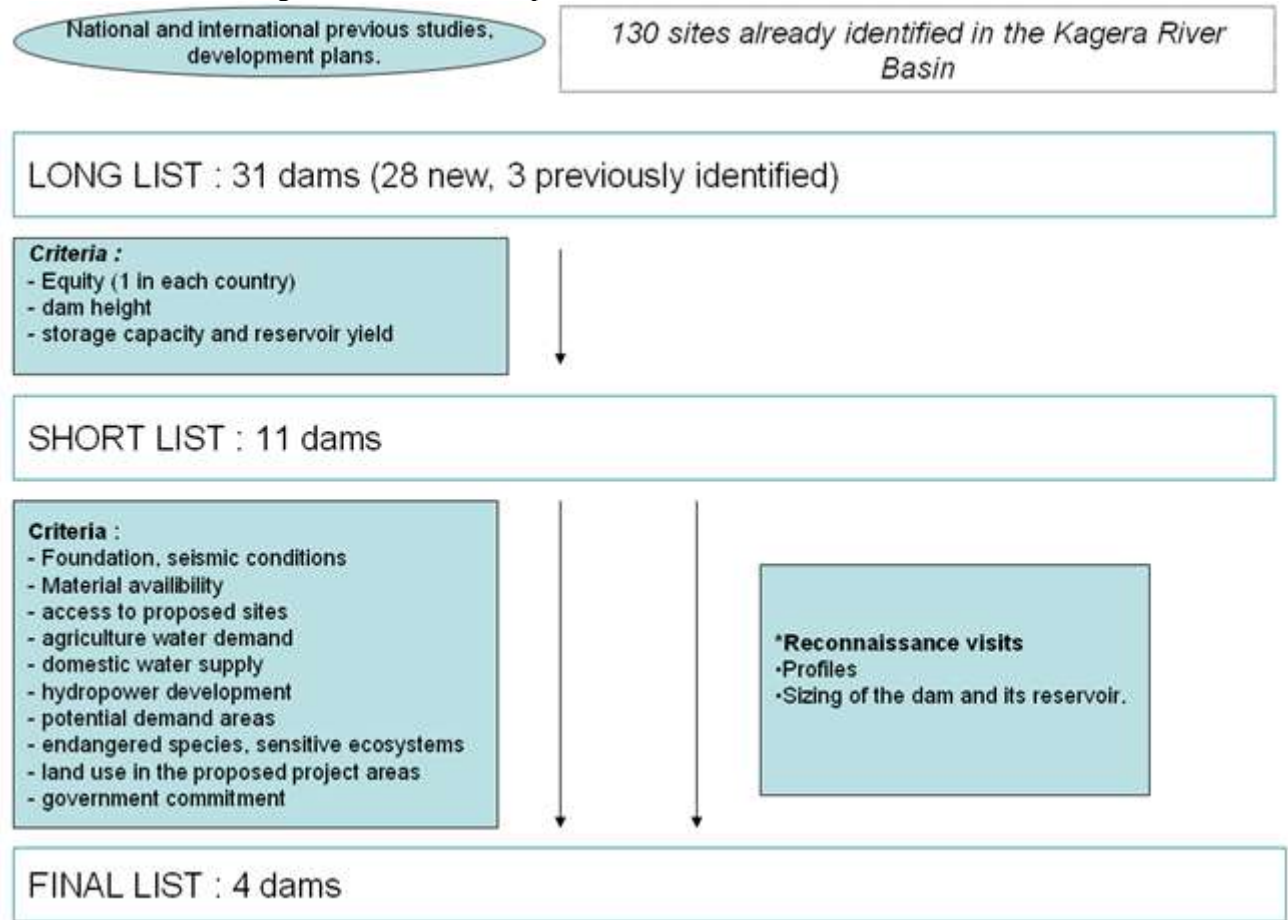 National and international previous studies,
development plans.
130 sites already identified in the Kagera River
Basin
LONG LIST : 31 dams (28 new, 3 previously identified)
Criteria :
- Equity (1 in each country)
- dam height
- storage capacity and reservoir yield
SHORT LIST : 11 dams
Criteria :
- Foundation, seismic conditions
- Material availibility
- access to proposed sites
- agriculture water demand
- domestic water supply
- hydropower development
- potential demand areas
- endangered species, sensitive ecosystems
- land use in the proposed project areas
- government commitment
*Reconnaissance visits
•Profiles
•Sizing of the dam and its reservoir.
FINAL LIST : 4 dams